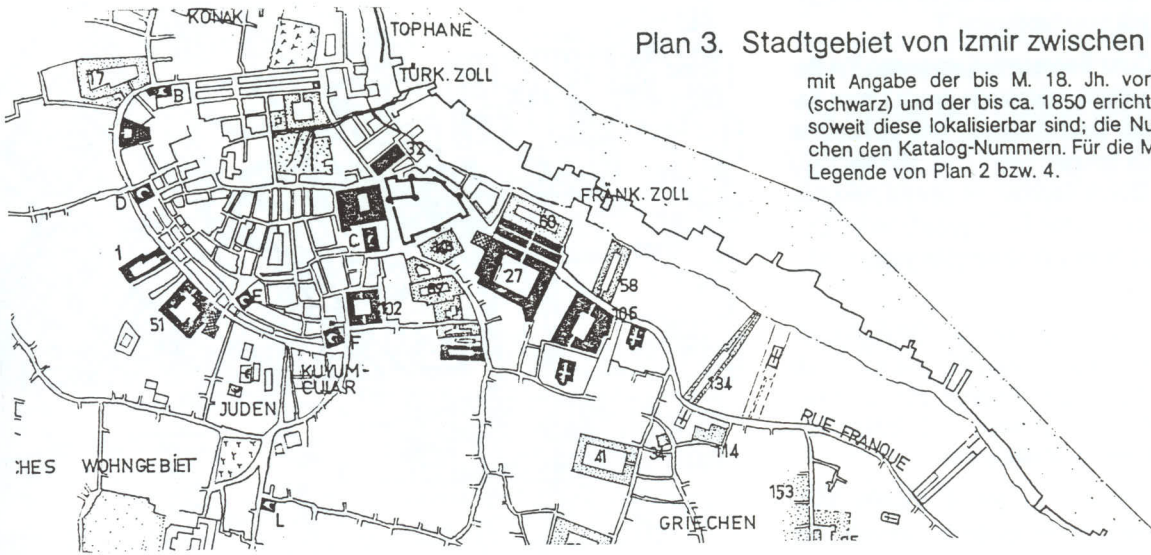 Plan 3. Stadtgebiet von Izmir zwischen
mit Angabe der bis M. 18. Jh. vor
(schwarz) und der bis ca. 1850 erricht
soweit diese lokalisierbar sind; die Nu
chen den Katalog-Nummern. Für die M
Legende von Plan 2 bzw. 4.
KONAK
TOPHANE
TÜRK. ZOLL
17
B
32
D
FRÄNK. ZOLL
60
C
1
27
58
E
51
102
106
F
KUYUM-
CULAR
JUDEN
134
RUE FRANQUE
CHES WOHNGEBIET
41
34
114
153
L
GRIECHEN